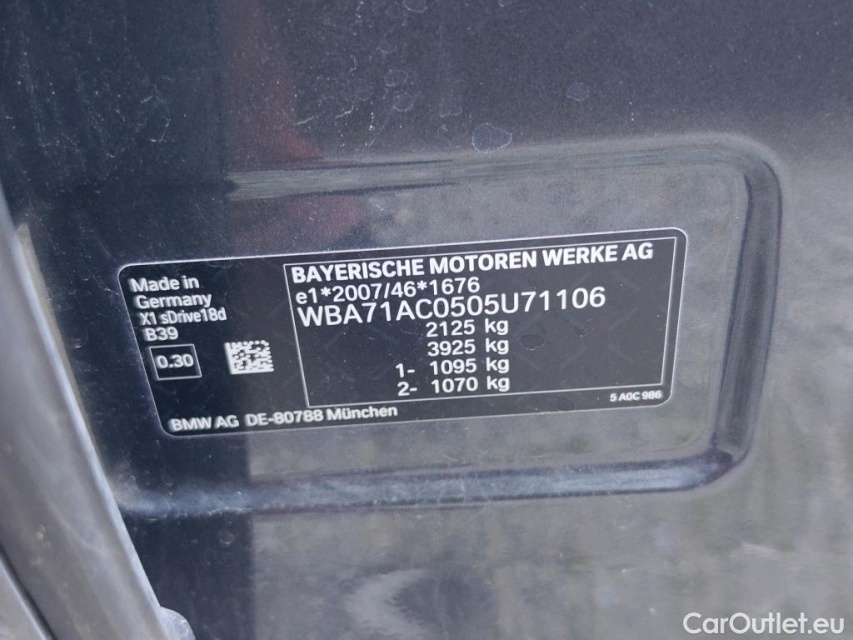 Made in
Germany
X1 sDrive18d
B39
0.30
BAYERISCHE MOTOREN WERKE AG
e1*2007/46*1676
WBA71AC0505U71106
2125 kg
3925 kg
1- 1095 kg
2- 1070 kg
5 A0C 986
BMW AG DE-80788 München
CarOutlet.eu